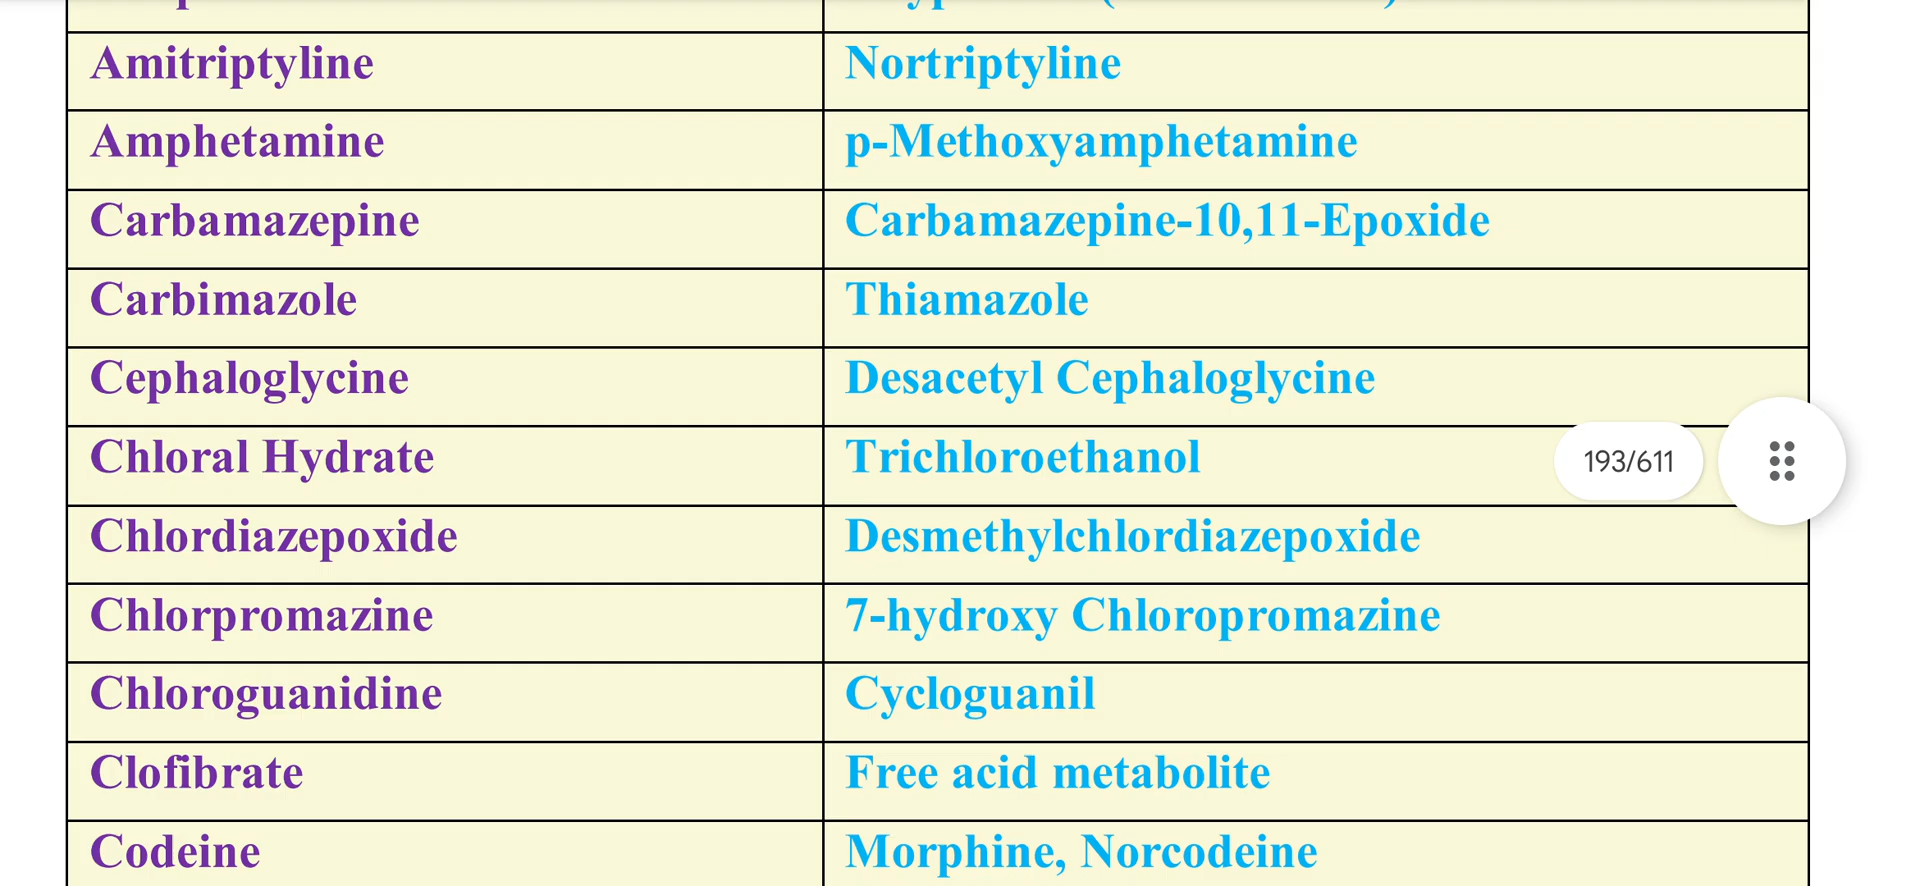 Amitriptyline Nortriptyline
Amphetamine p-Methoxyamphetamine
Carbamazepine Carbamazepine-10,11-Epoxide
Carbimazole Thiamazole
Cephaloglycine Desacetyl Cephaloglycine
Chloral Hydrate Trichloroethanol
193/611
Chlordiazepoxide Desmethylchlordiazepoxide
Chlorpromazine 7-hydroxy Chloropromazine
Chloroguanidine Cycloguanil
Clofibrate Free acid metabolite
Codeine Morphine, Norcodeine